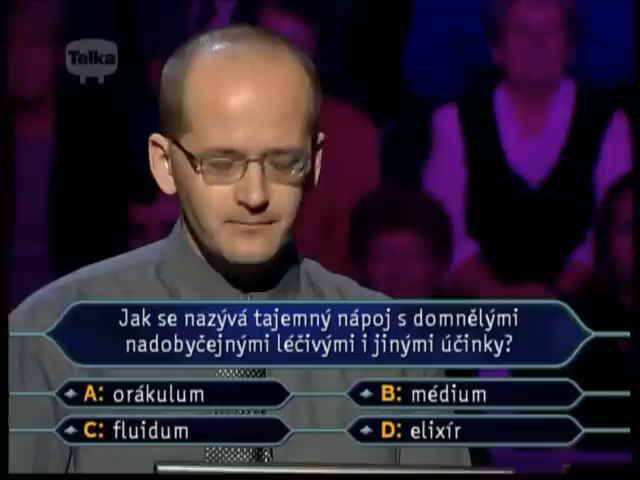 Telka
Jak se nazývá tajemný nápoj s domnělými
nadobyčejnými léčivými i jinými účinky?
A: orákulum
B: médium
C: fluidum
D: elixír